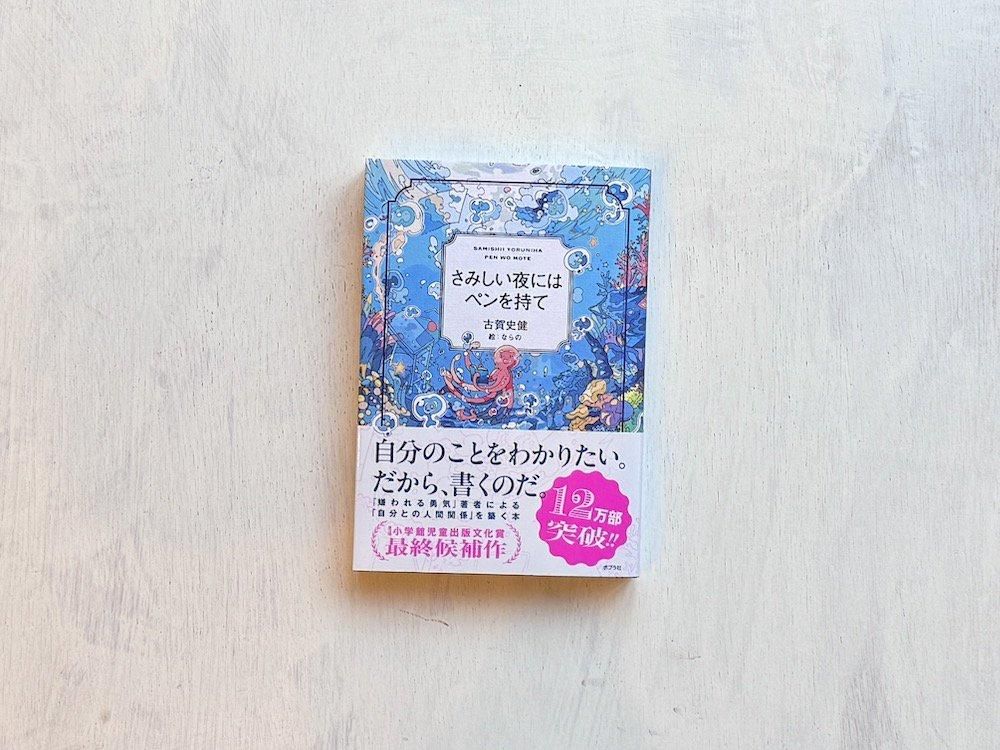 SAMISHII YORUNIHA
PEN WO MOTE
さみしい夜には
ペンを持て
古賀史健
絵:ならの
自分のことをわかりたい。
だから、書くのだ。
「嫌われる勇気」著者による
「自分との人間関係」を築く本
小学館児童出版文化賞
最終候補作
12万部
突破!!
ポプラ社